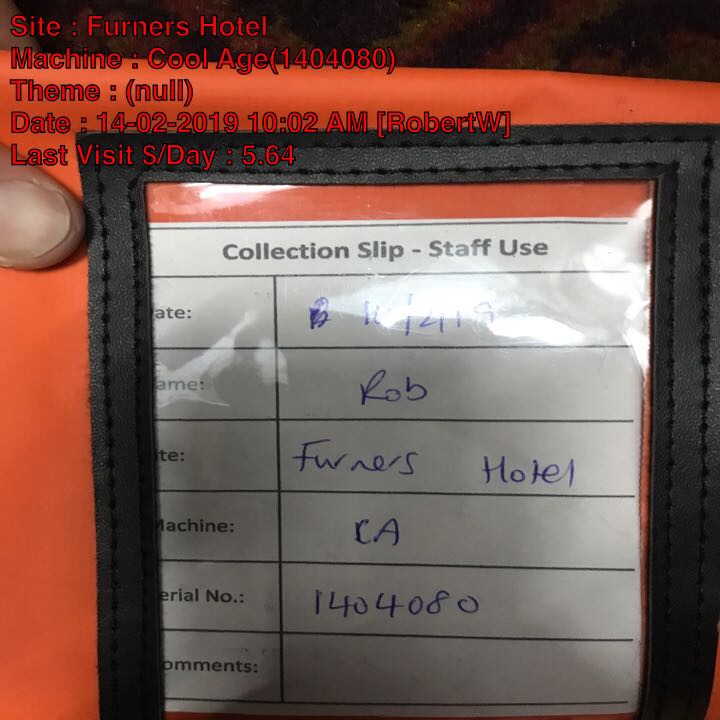 Site : Furners Hotel
Machine : Cool Age(1404080)
Theme : (null)
Date : 14-02-2019 10:02 AM [RobertW]
Last Visit $/Day : 5.64
Collection Slip - Staff Use
ate:
ame: Rob
te: Furners Hotel
achine: CA
erial No.: 1404080
omments: